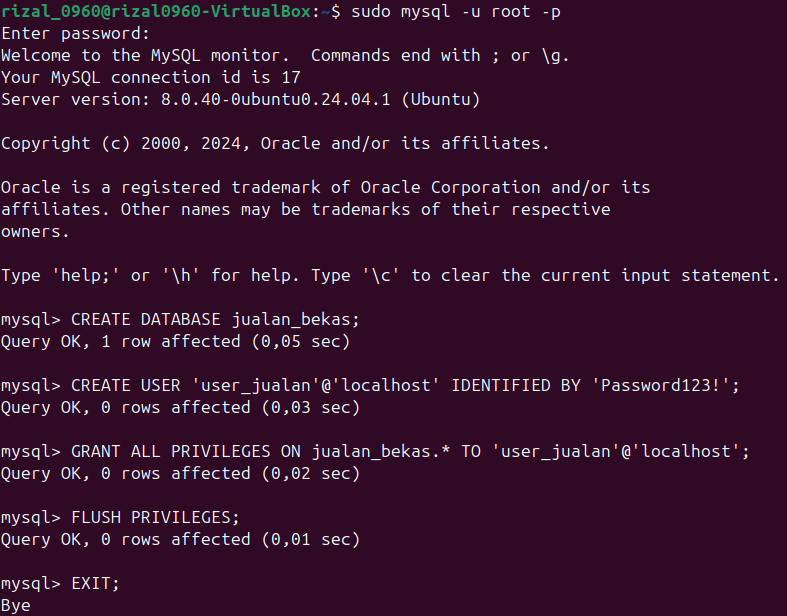 rizal_0960@rizal0960-VirtualBox:~$ sudo mysql -u root -p
Enter password:
Welcome to the MySQL monitor.  Commands end with ; or \g.
Your MySQL connection id is 17
Server version: 8.0.40-0ubuntu0.24.04.1 (Ubuntu)
Copyright (c) 2000, 2024, Oracle and/or its affiliates.
Oracle is a registered trademark of Oracle Corporation and/or its
affiliates. Other names may be trademarks of their respective
owners.
Type 'help;' or '\h' for help. Type '\c' to clear the current input statement.
mysql> CREATE DATABASE jualan_bekas;
Query OK, 1 row affected (0,05 sec)
mysql> CREATE USER 'user_jualan'@'localhost' IDENTIFIED BY 'Password123!';
Query OK, 0 rows affected (0,03 sec)
mysql> GRANT ALL PRIVILEGES ON jualan_bekas.* TO 'user_jualan'@'localhost';
Query OK, 0 rows affected (0,02 sec)
mysql> FLUSH PRIVILEGES;
Query OK, 0 rows affected (0,01 sec)
mysql> EXIT;
Bye